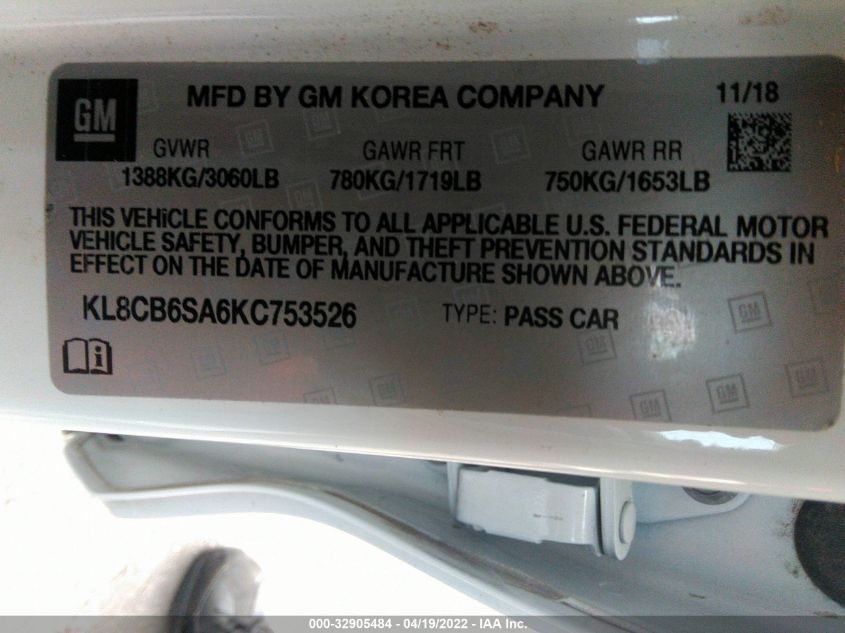 GM
MFD BY GM KOREA COMPANY 11/18
GVWR GAWR FRT GAWR RR
1388KG/3060LB 780KG/1719LB 750KG/1653LB
THIS VEHiCLE CONFORMS TO ALL APPLICABLE U.S. FEDERAL MOTOR
VEHICLE SAFETY, BUMPER, AND THEFT PREVENTION STANDARDS IN
EFFECT ON THE DATE OF MANUFACTURE SHOWN ABOVE.
KL8CB6SA6KC753526 TYPE: PASS CAR
000-32905484 - 04/19/2022 - IAA Inc.